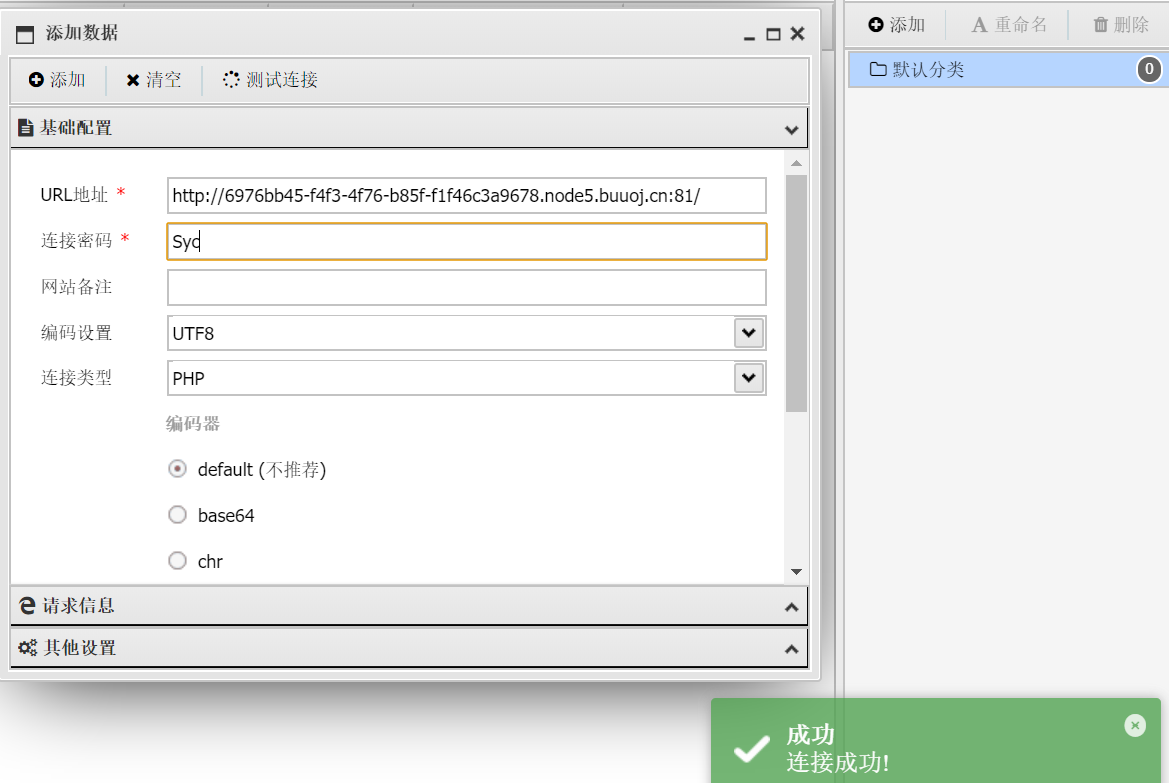 添加数据
添加 清空 测试连接
基础配置
URL地址 * http://6976bb45-f4f3-4f76-b85f-f1f46c3a9678.node5.buuoj.cn:81/
连接密码 * Syc
网站备注
编码设置 UTF8
连接类型 PHP
编码器
default (不推荐)
base64
chr
请求信息
其他设置
添加 重命名 删除
默认分类 0
成功
连接成功!